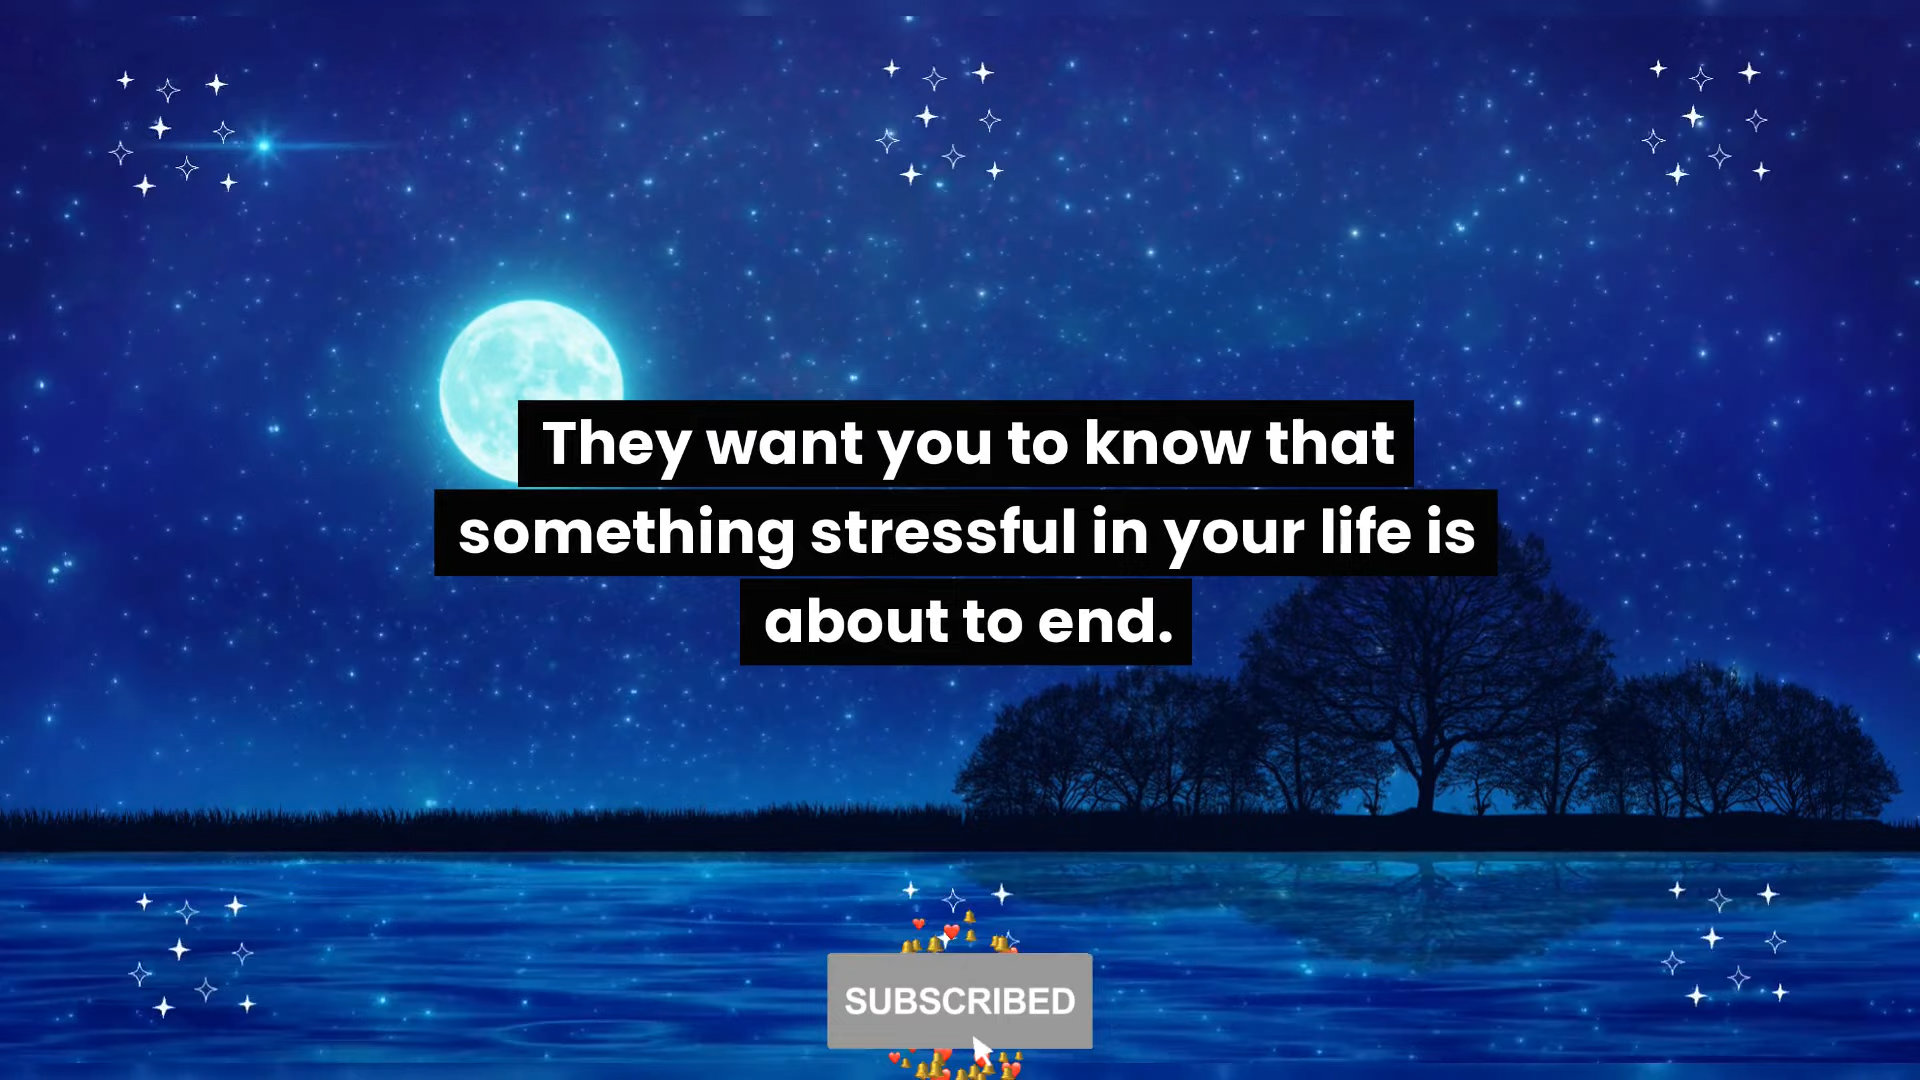 They want you to know that
something stressful in your life is
about to end.
SUBSCRIBED